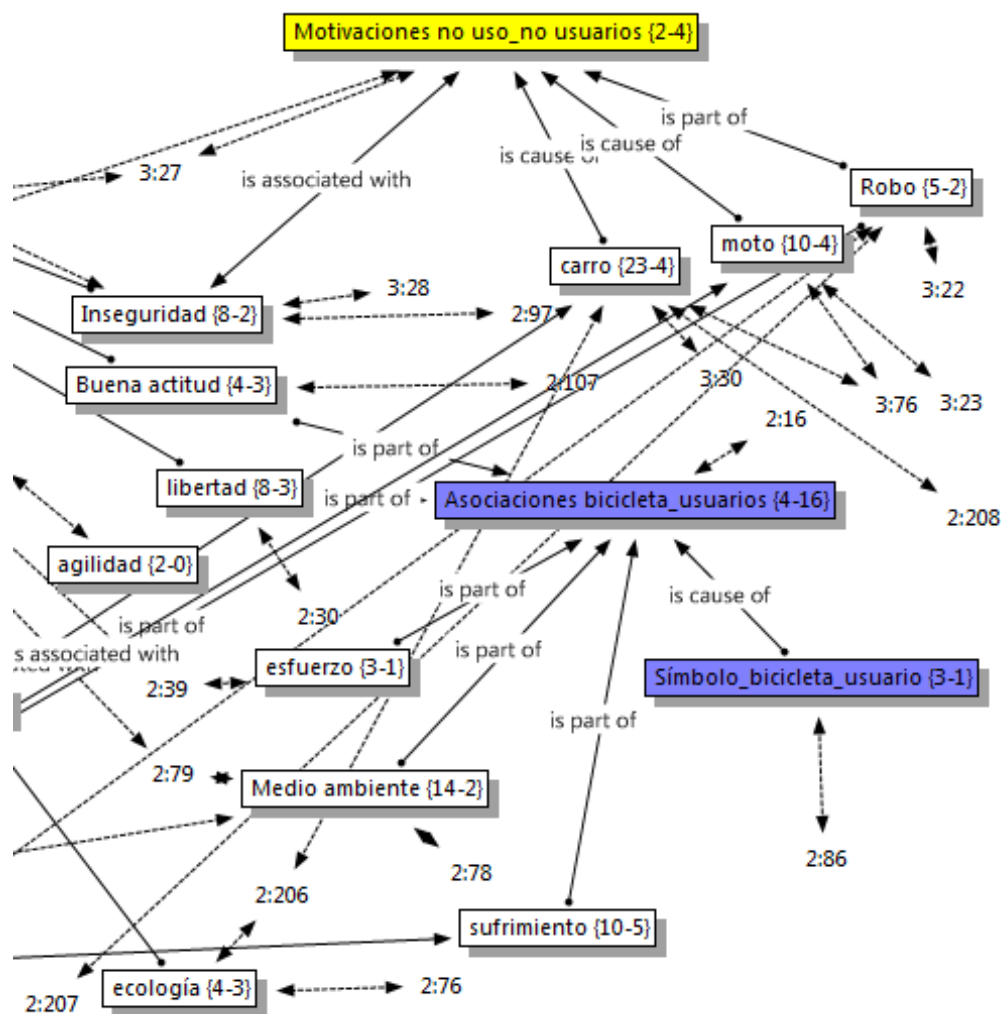 Motivaciones no uso_no usuarios {2-4}
is part of
is cause of
is cause of
3:27
is associated with
Robo {5-2}
moto {10-4}
carro {23-4}
3:28
3:22
Inseguridad {8-2}
2:97
Buena actitud {4-3}
2:107
3:30
3:76
3:23
2:16
is part of
libertad {8-3}
is part of
Asociaciones bicicleta_usuarios {4-16}
2:208
agilidad {2-0}
is part of
is cause of
2:30
is part of
is part of
s associated with
esfuerzo {3-1}
Símbolo_bicicleta_usuario {3-1}
2:39
is part of
2:79
Medio ambiente {14-2}
2:78
2:86
2:206
sufrimiento {10-5}
ecología {4-3}
2:76
2:207